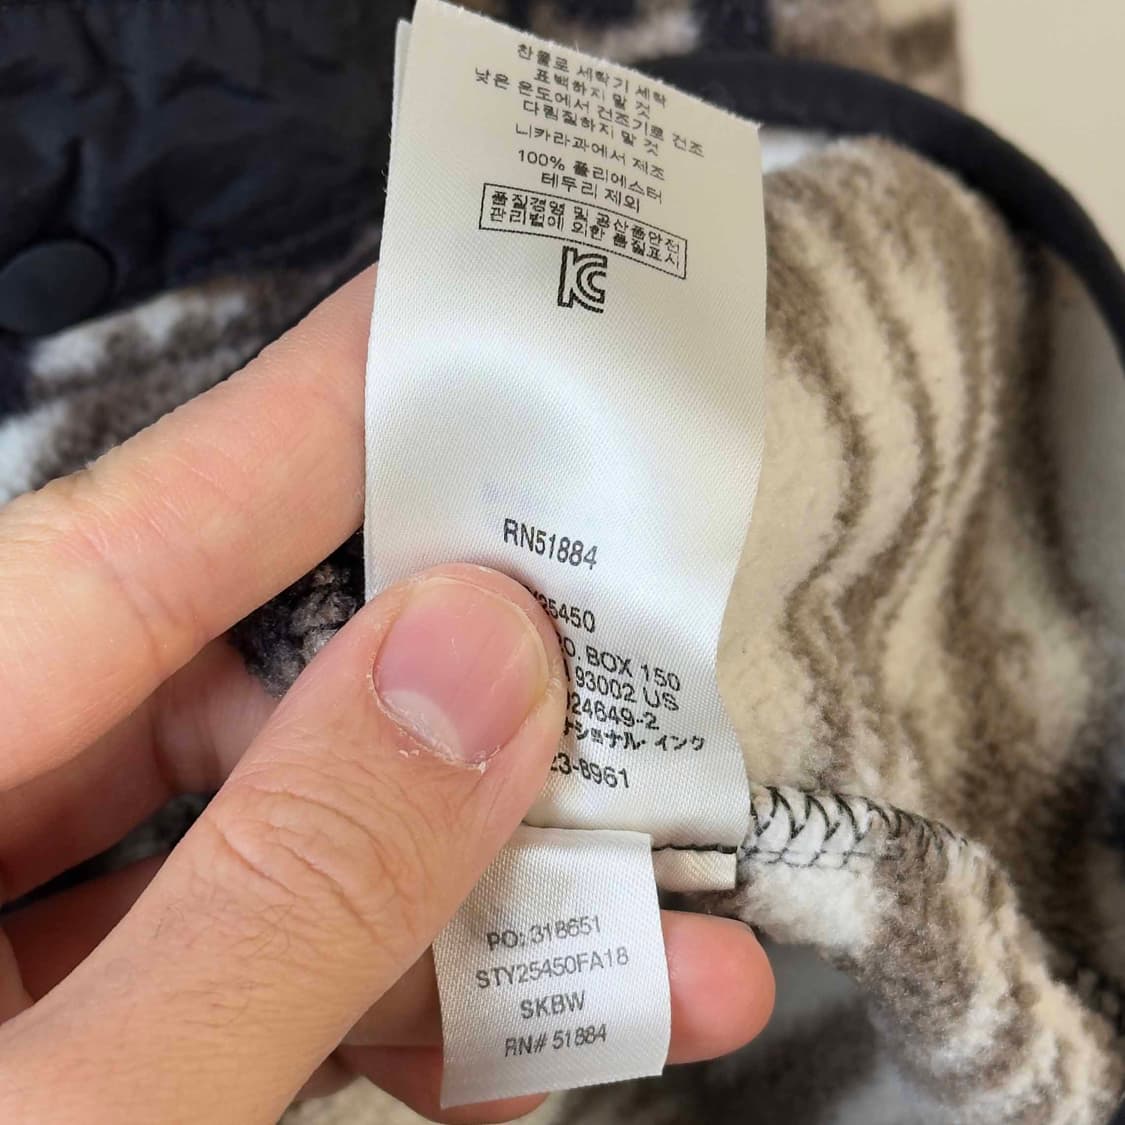 찬물로 세탁기 세탁
표백하지말 것
낮은 온도에서 건조기로 건조
다림질하지 말 것
니카라과에서 제조
100% 폴리에스터
테두리 제외
품질경영 및 공산품안전
관리법에 의한 품질표시
KC
RN51884
25450
O. BOX 150
93002 US
24649-2
ナショナル・インク
23-8961
PO: 318651
STY25450FA18
SKBW
RN# 51884